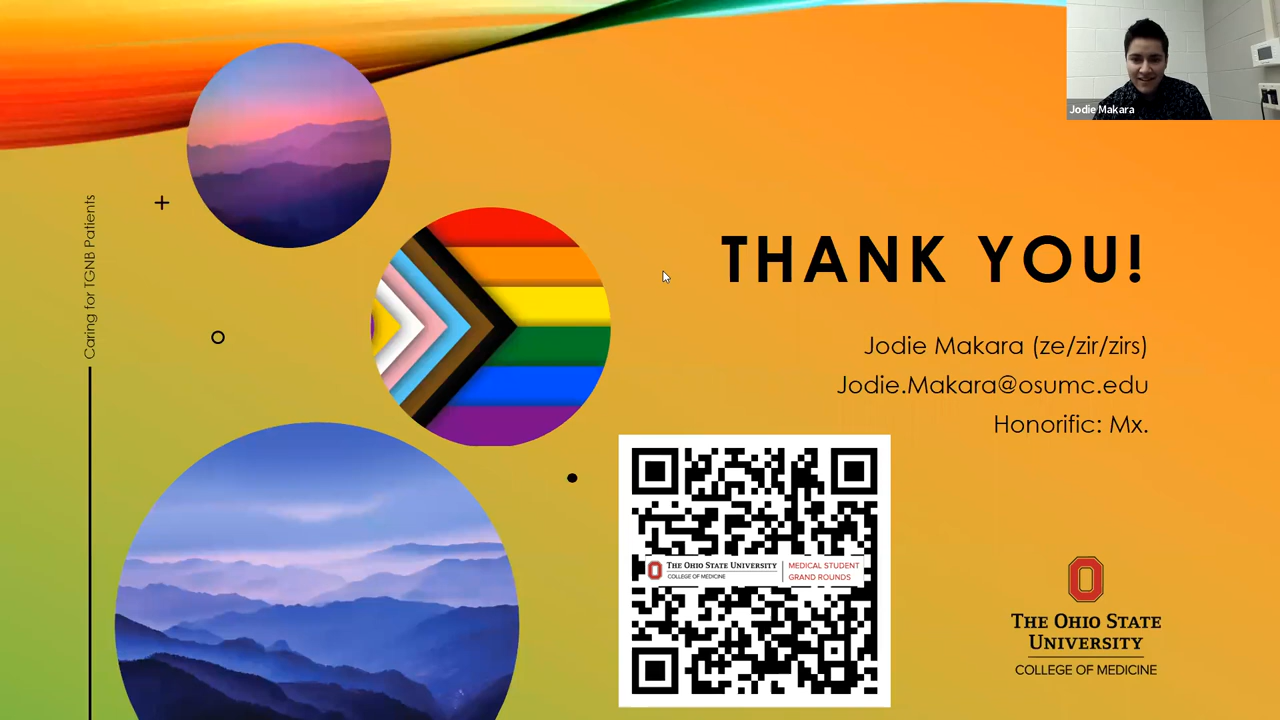 Jodie Makara
Caring for TGNB Patients
THANK YOU!
Jodie Makara (ze/zir/zirs)
Jodie.Makara@osumc.edu
Honorific: Mx.
THE OHIO STATE UNIVERSITY
COLLEGE OF MEDICINE
MEDICAL STUDENT
GRAND ROUNDS
THE OHIO STATE
UNIVERSITY
COLLEGE OF MEDICINE